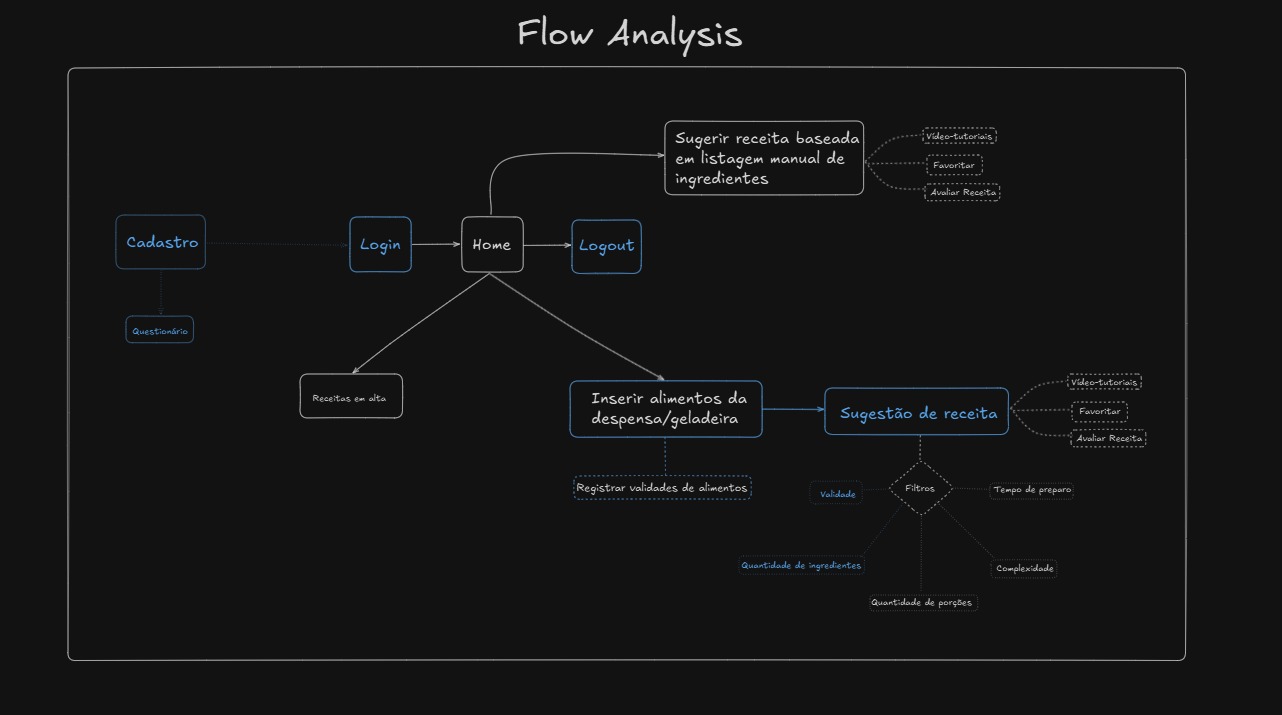 Flow Analysis
Sugerir receita baseada
em listagem manual de
ingredientes
Vídeo-tutoriais
Favoritar
Avaliar Receita
Cadastro
Login
Home
Logout
Questionário
Receitas em alta
Inserir alimentos da
despensa/geladeira
Sugestão de receita
Vídeo-tutoriais
Favoritar
Avaliar Receita
Registrar validades de alimentos
Validade
Filtros
Tempo de preparo
Quantidade de ingredientes
Complexidade
Quantidade de porções